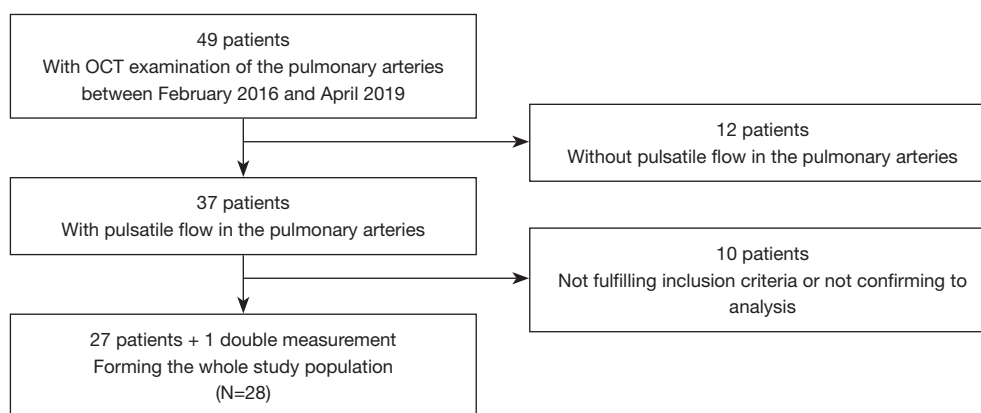 49 patients
With OCT examination of the pulmonary arteries
between February 2016 and April 2019
12 patients
Without pulsatile flow in the pulmonary arteries
37 patients
With pulsatile flow in the pulmonary arteries
10 patients
Not fulfilling inclusion criteria or not confirming to
analysis
27 patients + 1 double measurement
Forming the whole study population
(N=28)